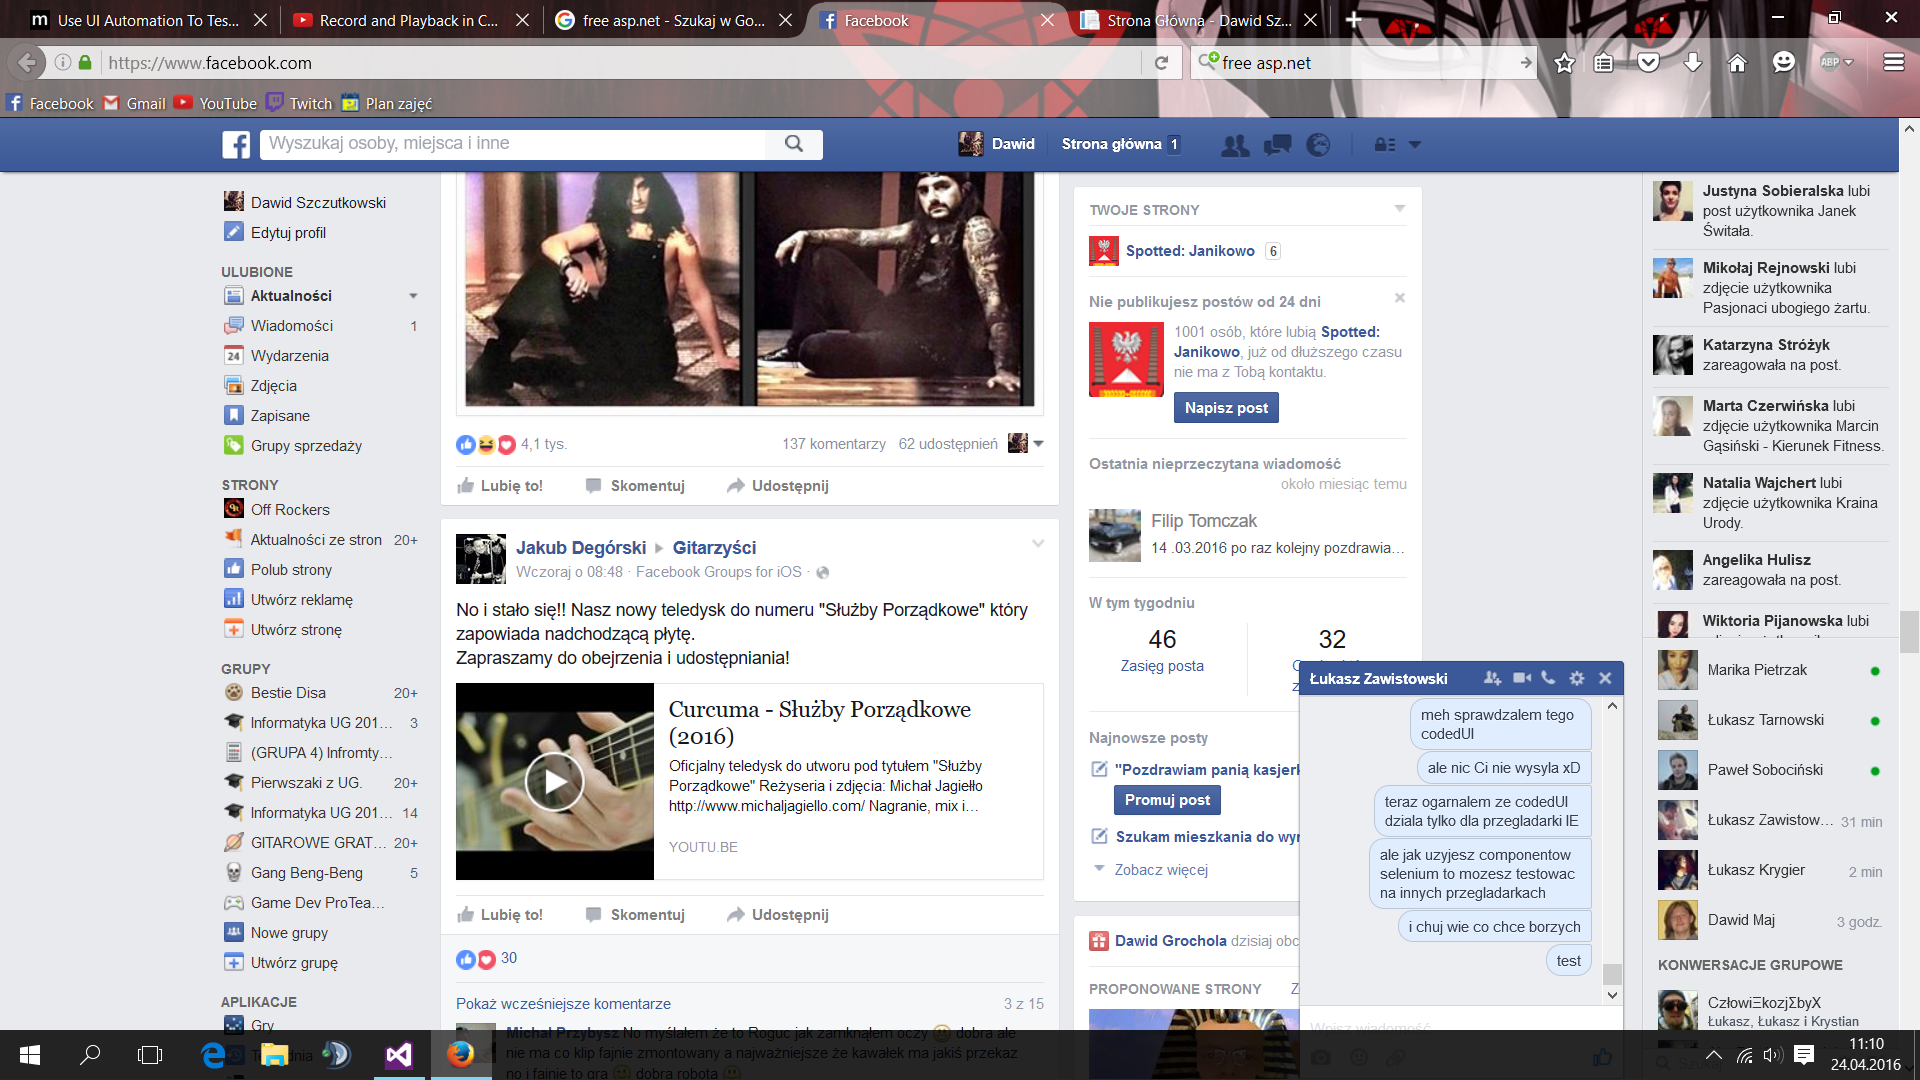 Use UI Automation To Tes...
Record and Playback in C...
free asp.net - Szukaj w Go...
Facebook
Strona Główna - Dawid Sz...
https://www.facebook.com
free asp.net
ABP
Facebook
Gmail
YouTube
Twitch
Plan zajęć
Wyszukaj osoby, miejsca i inne
Dawid
Strona główna 1
Dawid Szczutkowski
Edytuj profil
ULUBIONE
Aktualności
Wiadomości 1
24 Wydarzenia
Zdjęcia
Zapisane
Grupy sprzedaży
STRONY
Off Rockers
Aktualności ze stron 20+
Polub strony
Utwórz reklamę
Utwórz stronę
GRUPY
Bestie Disa 20+
Informatyka UG 201... 3
(GRUPA 4) Infromty...
Pierwszaki z UG. 20+
Informatyka UG 201... 14
GITAROWE GRAT... 20+
Gang Beng-Beng 5
Game Dev ProTea...
Nowe grupy
Utwórz grupę
APLIKACJE
Gry
4,1 tys.
137 komentarzy 62 udostępnień
Lubię to! Skomentuj Udostępnij
Jakub Degórski Gitarzyści
Wczoraj o 08:48 · Facebook Groups for iOS ·
No i stało się!! Nasz nowy teledysk do numeru "Służby Porządkowe" który
zapowiada nadchodzącą płytę.
Zapraszamy do obejrzenia i udostępniania!
Curcuma - Służby Porządkowe
(2016)
Oficjalny teledysk do utworu pod tytułem "Służby
Porządkowe" Reżyseria i zdjęcia: Michał Jagiełło
http://www.michaljagiello.com/ Nagranie, mix i...
YOUTU.BE
Lubię to! Skomentuj Udostępnij
30
Pokaż wcześniejsze komentarze 3 z 15
Michał Przybysz No myślałem że to Roguc jak zamknąłem oczy dobra ale
nie ma co klip fajnie zmontowany a najważniejsze że kawałek ma jakiś przekaz
no i fajnie to gra dobra robota
TWOJE STRONY
Spotted: Janikowo 6
Nie publikujesz postów od 24 dni
1001 osób, które lubią Spotted:
Janikowo, już od dłuższego czasu
nie ma z Tobą kontaktu.
Napisz post
Ostatnia nieprzeczytana wiadomość
około miesiąc temu
Filip Tomczak
14 .03.2016 po raz kolejny pozdrawia...
W tym tygodniu
46
Zasięg posta
32
Najnowsze posty
"Pozdrawiam panią kasjerk
Promuj post
Szukam mieszkania do wyn
Zobacz więcej
Dawid Grochola dzisiaj obc
PROPONOWANE STRONY Z
Łukasz Zawistowski
meh sprawdzalem tego
codedUI
ale nic Ci nie wysyla xD
teraz ogarnalem ze codedUI
dziala tylko dla przegladarki IE
ale jak uzyjesz componentow
selenium to mozesz testowac
na innych przegladarkach
i chuj wie co chce borzych
test
Wpisz wiadomość...
Justyna Sobieralska lubi
post użytkownika Janek
Świtała.
Mikołaj Rejnowski lubi
zdjęcie użytkownika
Pasjonaci ubogiego żartu.
Katarzyna Stróżyk
zareagowała na post.
Marta Czerwińska lubi
zdjęcie użytkownika Marcin
Gąsiński - Kierunek Fitness.
Natalia Wajchert lubi
zdjęcie użytkownika Kraina
Urody.
Angelika Hulisz
zareagowała na post.
Wiktoria Pijanowska lubi
Marika Pietrzak
Łukasz Tarnowski
Paweł Sobociński
Łukasz Zawistow... 31 min
Łukasz Krygier 2 min
Dawid Maj 3 godz.
KONWERSACJE GRUPOWE
CzłowiΞkozjΣbyX
Łukasz, Łukasz i Krystian
Szukaj
11:10
24.04.2016